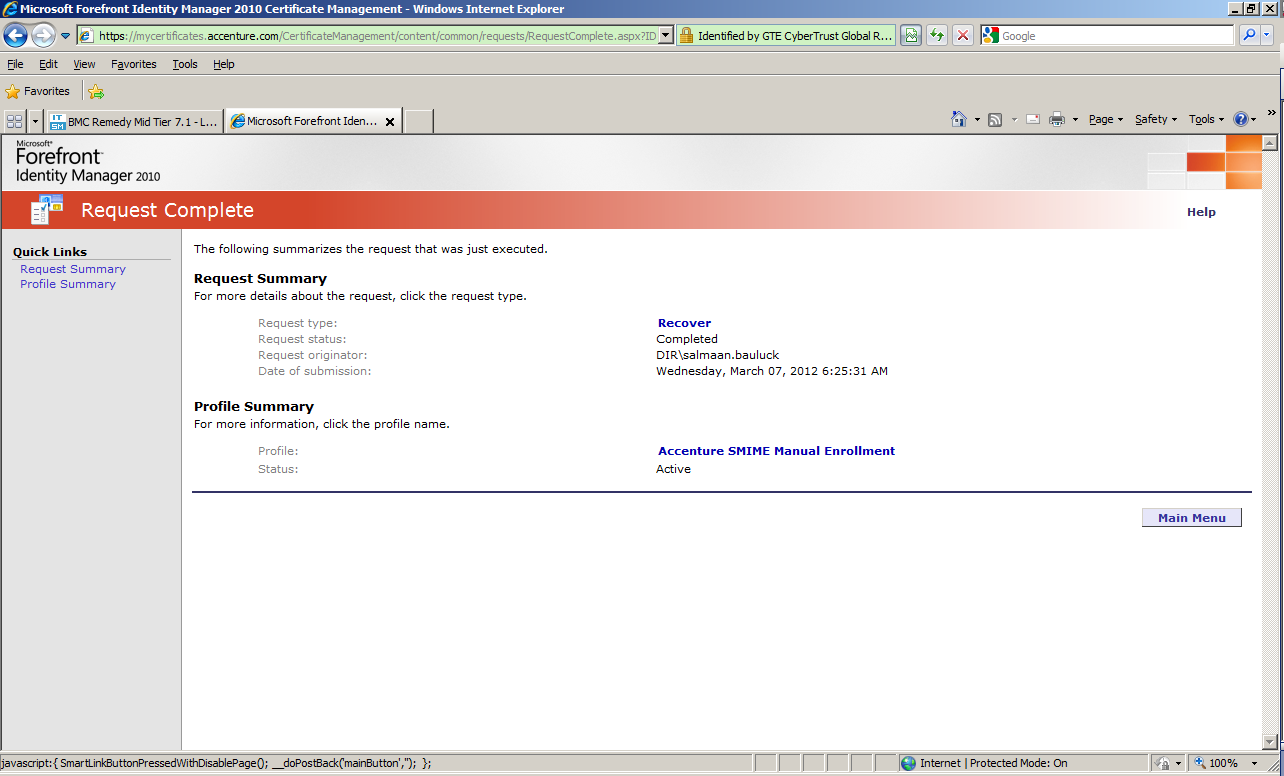 Microsoft Forefront Identity Manager 2010 Certificate Management - Windows Internet Explorer
https://mycertificates.accenture.com/CertificateManagement/content/common/requests/RequestComplete.aspx?ID
Identified by GTE CyberTrust Global R...
Google
File Edit View Favorites Tools Help
Favorites
BMC Remedy Mid Tier 7.1 - L...
Microsoft Forefront Iden...
Page Safety Tools
Microsoft®
Forefront™
Identity Manager 2010
Request Complete
Help
Quick Links
Request Summary
Profile Summary
The following summarizes the request that was just executed.
Request Summary
For more details about the request, click the request type.
Request type: Recover
Request status: Completed
Request originator: DIR\salmaan.bauluck
Date of submission: Wednesday, March 07, 2012 6:25:31 AM
Profile Summary
For more information, click the profile name.
Profile: Accenture SMIME Manual Enrollment
Status: Active
Main Menu
javascript:{ SmartLinkButtonPressedWithDisablePage(); __doPostBack('mainButton',''); };
Internet | Protected Mode: On
100%